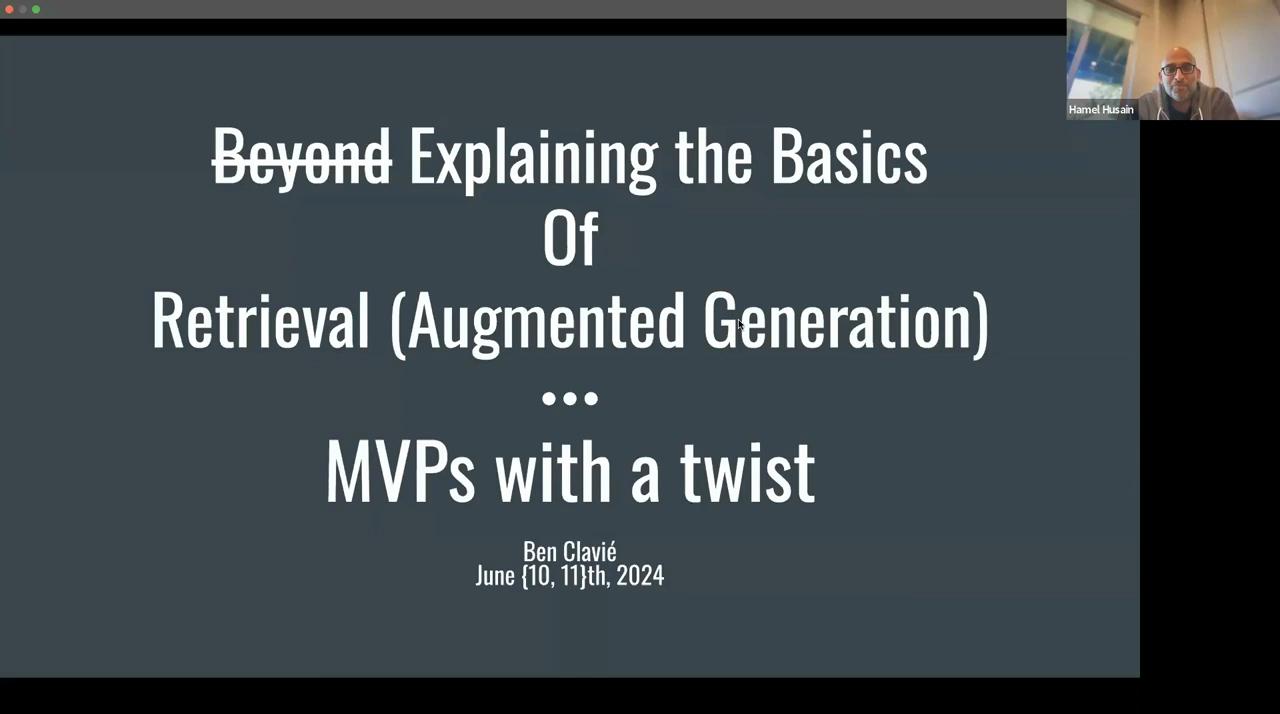 Beyond Explaining the Basics
Of
Retrieval (Augmented Generation)
...
MVPs with a twist
Ben Clavié
June {10, 11}th, 2024
Hamel Husain